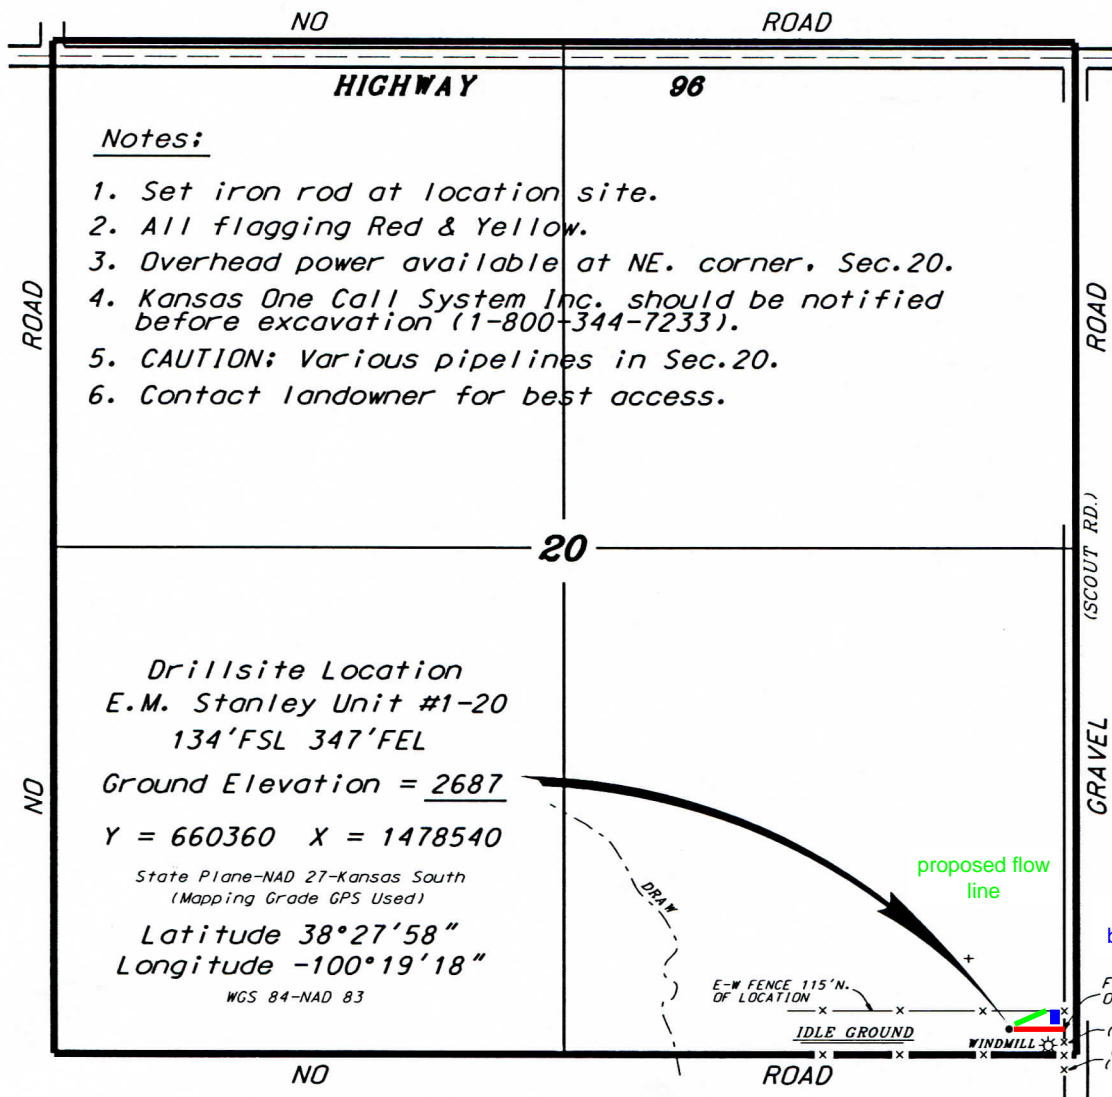 NO ROAD
HIGHWAY 96
Notes:
1. Set iron rod at location site.
2. All flagging Red & Yellow.
3. Overhead power available at NE. corner, Sec.20.
4. Kansas One Call System Inc. should be notified
before excavation (1-800-344-7233).
5. CAUTION: Various pipelines in Sec.20.
6. Contact landowner for best access.
ROAD
ROAD
(SCOUT RD.)
20
Drillsite Location
E.M. Stanley Unit #1-20
134'FSL 347'FEL
Ground Elevation = 2687
Y = 660360 X = 1478540
State Plane-NAD 27-Kansas South
(Mapping Grade GPS Used)
Latitude 38°27'58"
Longitude -100°19'18"
WGS 84-NAD 83
NO
GRAVEL
proposed flow
line
DRAW
E-W FENCE 115'N.
OF LOCATION
IDLE GROUND
WINDMILL
NO ROAD